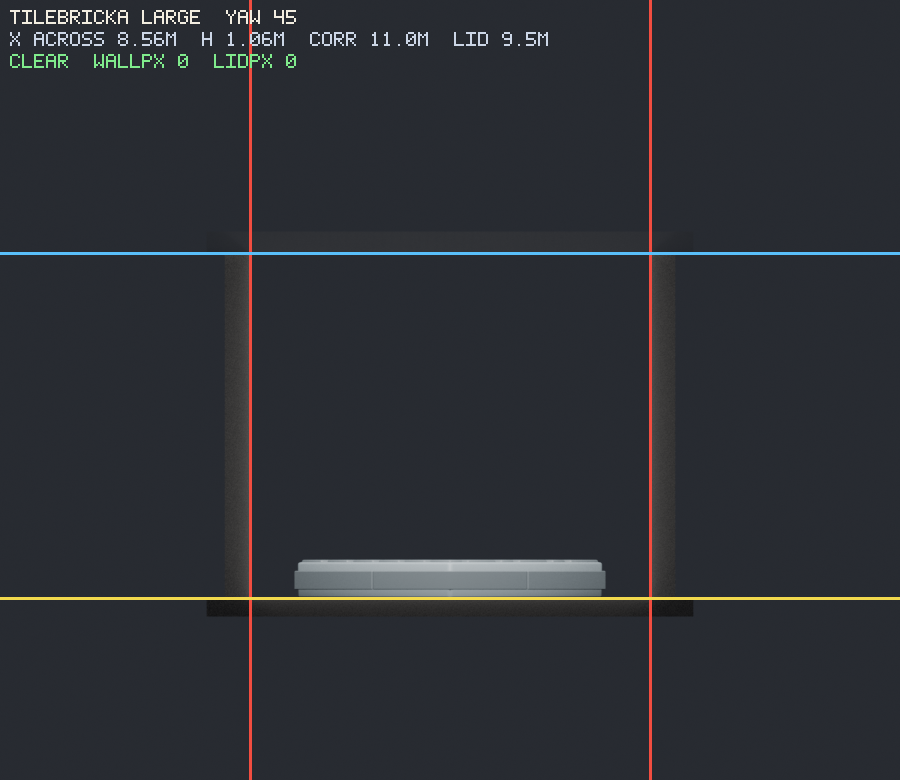 TILEBRICKA LARGE  YAW 45
X ACROSS 8.56M  H 1.06M  CORR 11.0M  LID 9.5M
CLEAR  WALLPX 0  LIDPX 0